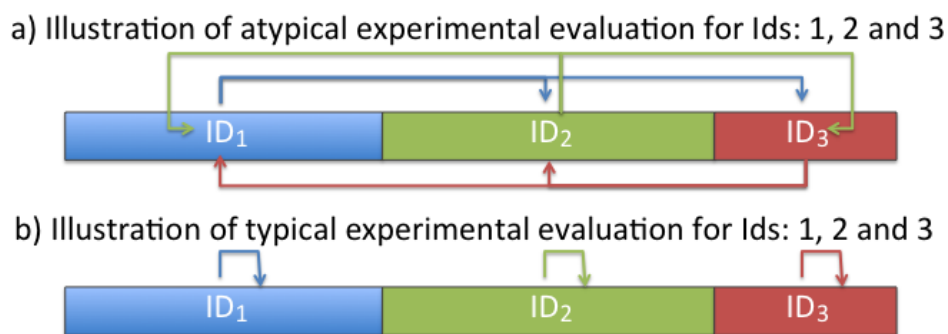 a) Illustration of atypical experimental evaluation for Ids: 1, 2 and 3
ID₁ ID₂ ID₃
b) Illustration of typical experimental evaluation for Ids: 1, 2 and 3
ID₁ ID₂ ID₃